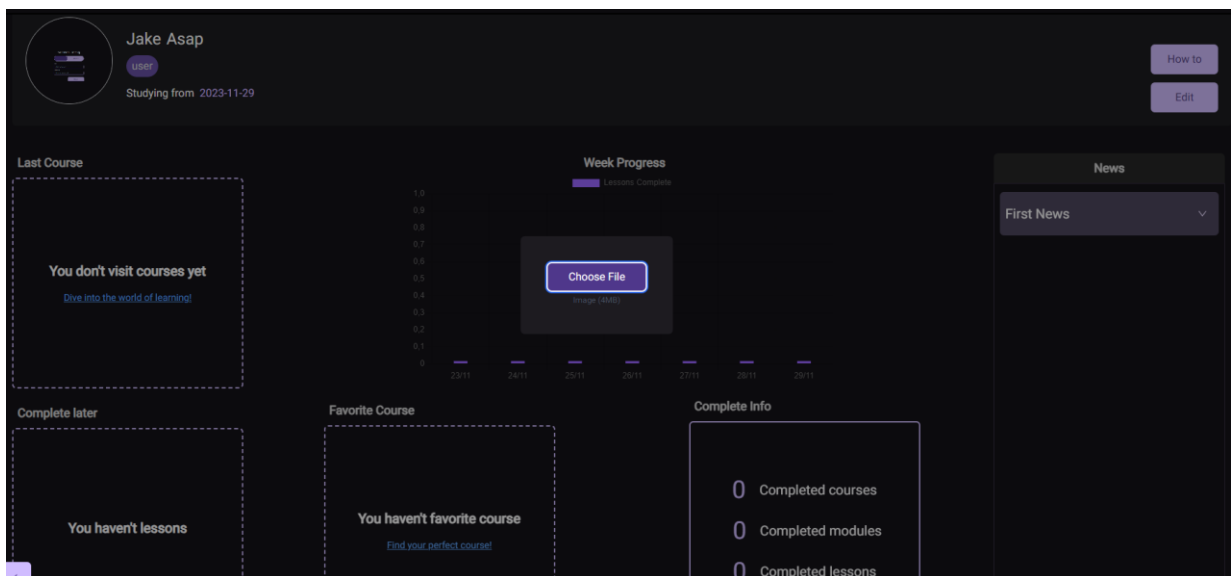 Jake Asap
user
Studying from 2023-11-29
How to
Edit
Last Course
You don't visit courses yet
Dive into the world of learning!
Week Progress
Lessons Complete
1.0
0.9
0.8
0.7
0.6
0.5
0.4
0.3
0.2
0.1
0
23/11 24/11 25/11 26/11 27/11 28/11 29/11
Choose File
Image (4MB)
News
First News
Complete later
You haven't lessons
Favorite Course
You haven't favorite course
Find your perfect course!
Complete Info
0 Completed courses
0 Completed modules
0 Completed lessons